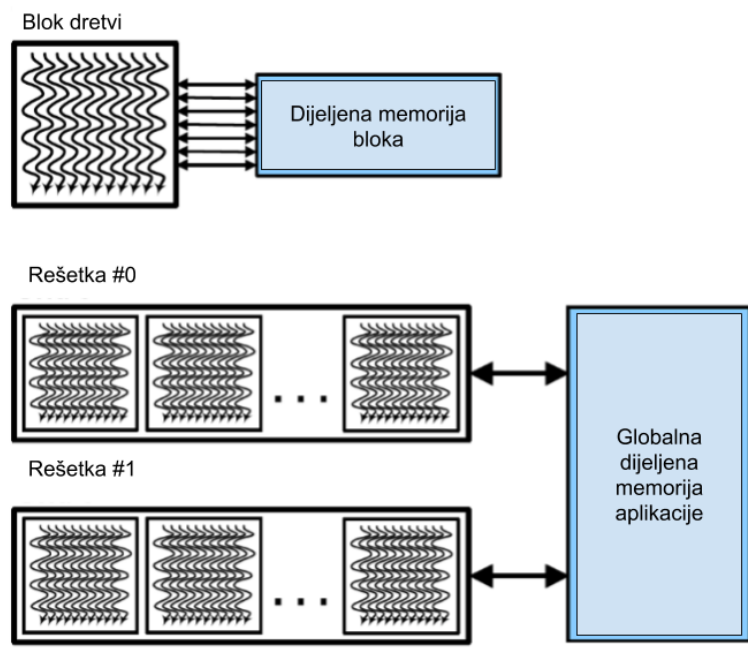 Blok dretvi
Dijeljena memorija
bloka
Rešetka #0
Rešetka #1
Globalna
dijeljena
memorija
aplikacije